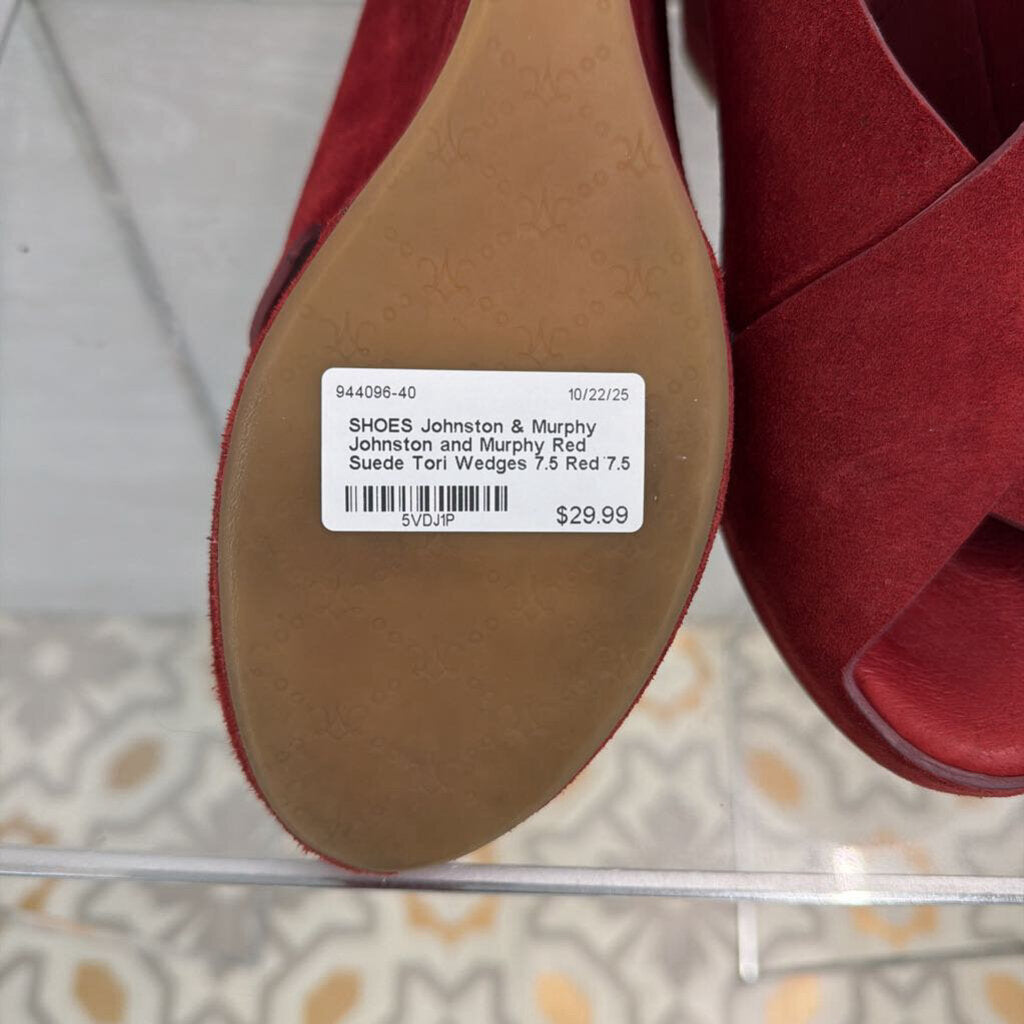 944096-40 10/22/25
SHOES Johnston & Murphy
Johnston and Murphy Red
Suede Tori Wedges 7.5 Red 7.5
5VDJ1P
$29.99